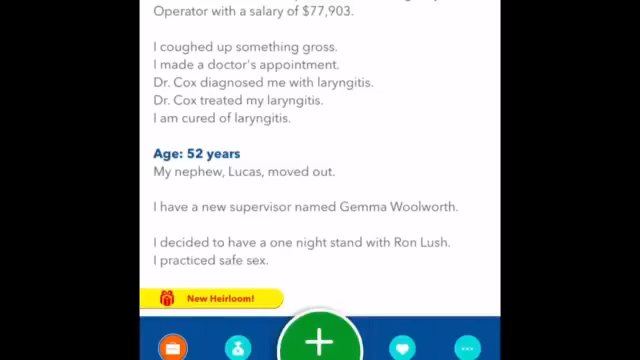 Operator with a salary of $77,903.
I coughed up something gross.
I made a doctor's appointment.
Dr. Cox diagnosed me with laryngitis.
Dr. Cox treated my laryngitis.
I am cured of laryngitis.
Age: 52 years
My nephew, Lucas, moved out.
I have a new supervisor named Gemma Woolworth.
I decided to have a one night stand with Ron Lush.
I practiced safe sex.
New Heirloom!